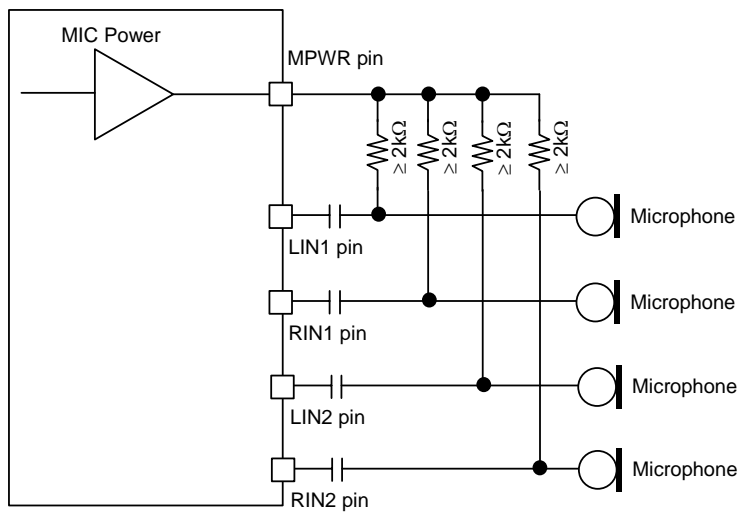 MIC Power
MPWR pin
≥ 2kΩ
≥ 2kΩ
≥ 2kΩ
≥ 2kΩ
LIN1 pin
Microphone
RIN1 pin
Microphone
LIN2 pin
Microphone
RIN2 pin
Microphone